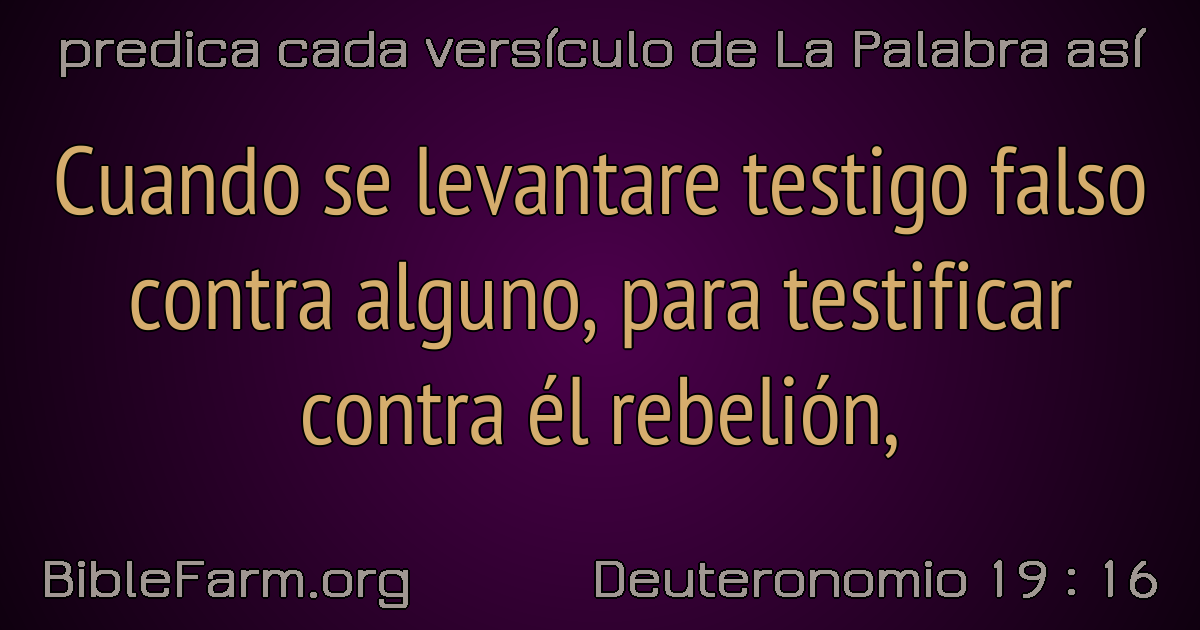 predica cada versículo de La Palabra así
Cuando se levantare testigo falso
contra alguno, para testificar
contra él rebelión,
BibleFarm.org
Deuteronomio 19 : 16